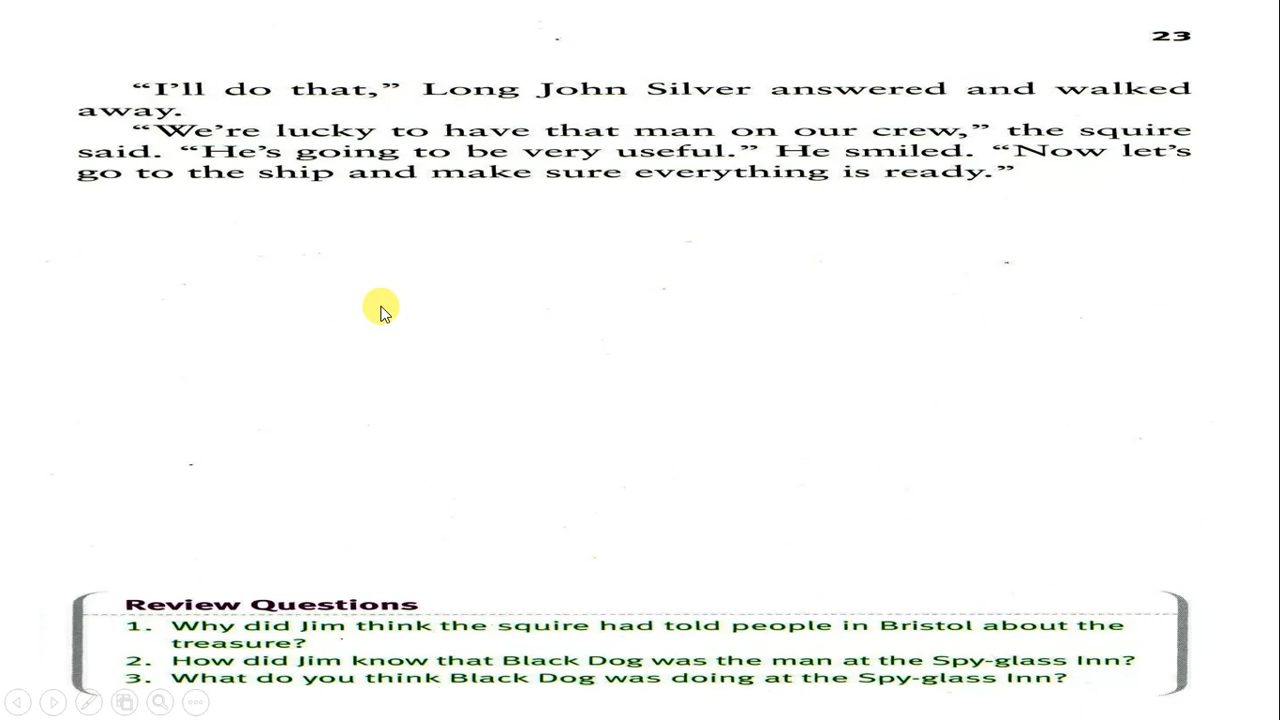 23
“I’ll do that,” Long John Silver answered and walked
away.
“We’re lucky to have that man on our crew,” the squire
said. “He’s going to be very useful.” He smiled. “Now let’s
go to the ship and make sure everything is ready.”
Review Questions
1. Why did Jim think the squire had told people in Bristol about the
treasure?
2. How did Jim know that Black Dog was the man at the Spy-glass Inn?
3. What do you think Black Dog was doing at the Spy-glass Inn?